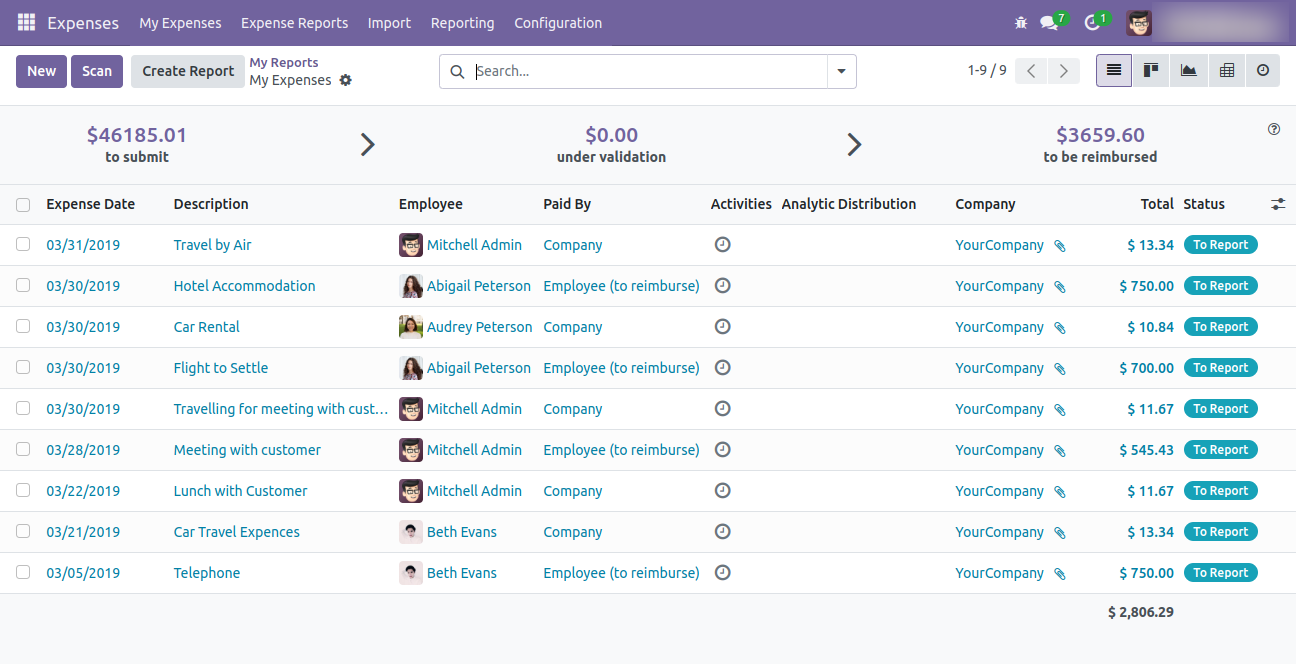 Expenses My Expenses Expense Reports Import Reporting Configuration 7 1
New Scan Create Report My Reports Search... 1-9 / 9
My Expenses
$46185.01 $0.00 $3659.60
to submit under validation to be reimbursed
Expense Date Description Employee Paid By Activities Analytic Distribution Company Total Status
03/31/2019 Travel by Air Mitchell Admin Company YourCompany $ 13.34 To Report
03/30/2019 Hotel Accommodation Abigail Peterson Employee (to reimburse) YourCompany $ 750.00 To Report
03/30/2019 Car Rental Audrey Peterson Company YourCompany $ 10.84 To Report
03/30/2019 Flight to Settle Abigail Peterson Employee (to reimburse) YourCompany $ 700.00 To Report
03/30/2019 Travelling for meeting with cust... Mitchell Admin Company YourCompany $ 11.67 To Report
03/28/2019 Meeting with customer Mitchell Admin Employee (to reimburse) YourCompany $ 545.43 To Report
03/22/2019 Lunch with Customer Mitchell Admin Company YourCompany $ 11.67 To Report
03/21/2019 Car Travel Expences Beth Evans Company YourCompany $ 13.34 To Report
03/05/2019 Telephone Beth Evans Employee (to reimburse) YourCompany $ 750.00 To Report
$ 2,806.29